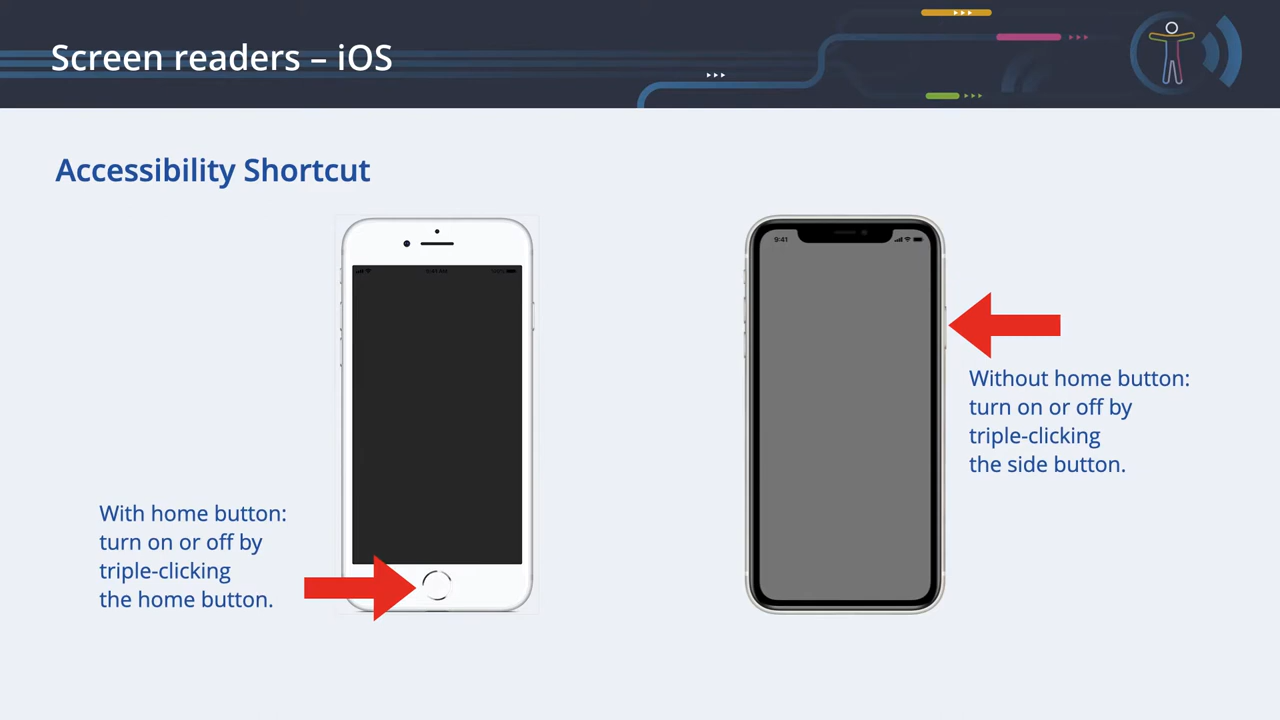 Screen readers – iOS
Accessibility Shortcut
9:41
With home button:
turn on or off by
triple-clicking
the home button.
Without home button:
turn on or off by
triple-clicking
the side button.